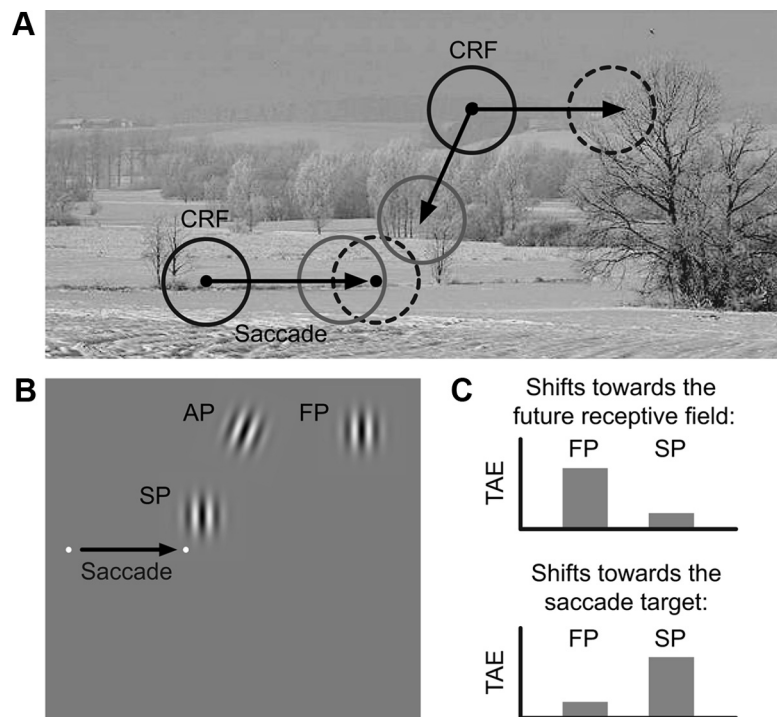 A
CRF
CRF
Saccade
B
AP
FP
SP
Saccade
C
Shifts towards the
future receptive field:
FP
SP
TAE
Shifts towards the
saccade target:
FP
SP
TAE